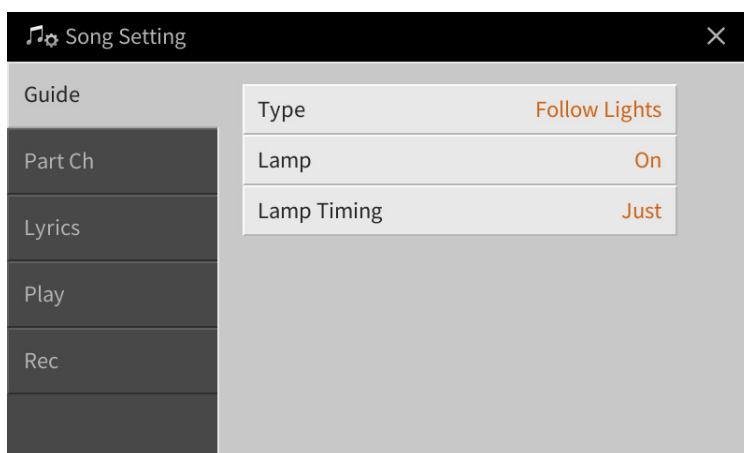 Song Setting
Guide
Type Follow Lights
Part Ch
Lamp On
Lyrics
Lamp Timing Just
Play
Rec